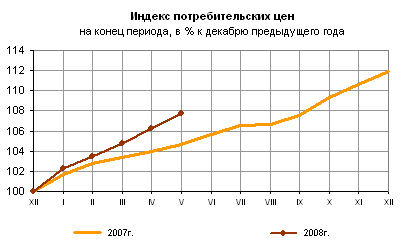 Индекс потребительских цен
на конец периода, в % к декабрю предыдущего года
114
112
110
108
106
104
102
100
XII I II III IV V VI VII VIII IX X XI XII
2007г. 2008г.